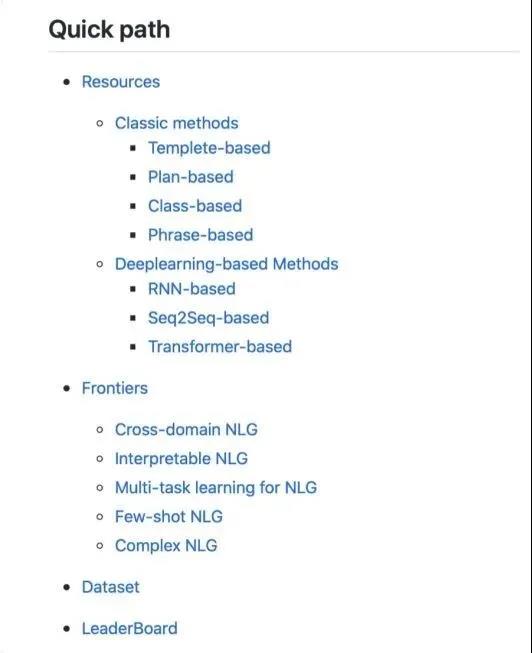 Quick path
Resources
Classic methods
Templete-based
Plan-based
Class-based
Phrase-based
Deeplearning-based Methods
RNN-based
Seq2Seq-based
Transformer-based
Frontiers
Cross-domain NLG
Interpretable NLG
Multi-task learning for NLG
Few-shot NLG
Complex NLG
Dataset
LeaderBoard